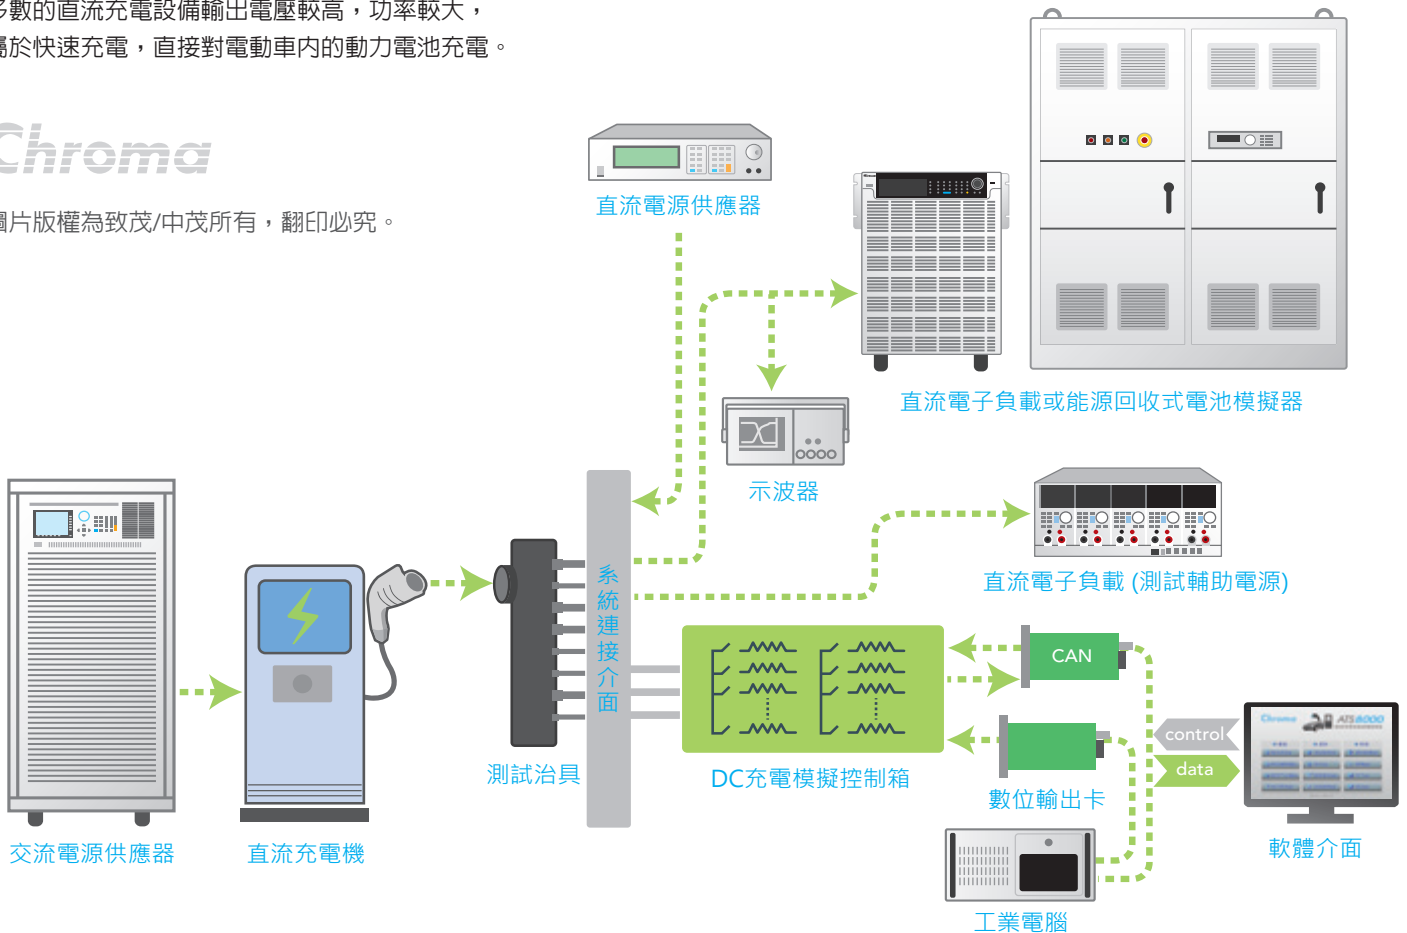 多數的直流充電設備輸出電壓較高，功率較大，
屬於快速充電，直接對電動車內的動力電池充電。
Chroma
圖片版權為致茂/中茂所有，翻印必究。
直流電源供應器
直流電子負載或能源回收式電池模擬器
示波器
直流電子負載 (測試輔助電源)
系統連接介面
測試治具
DC充電模擬控制箱
CAN
數位輸出卡
control
data
Chroma
ATS 8000
軟體介面
交流電源供應器
直流充電機
工業電腦